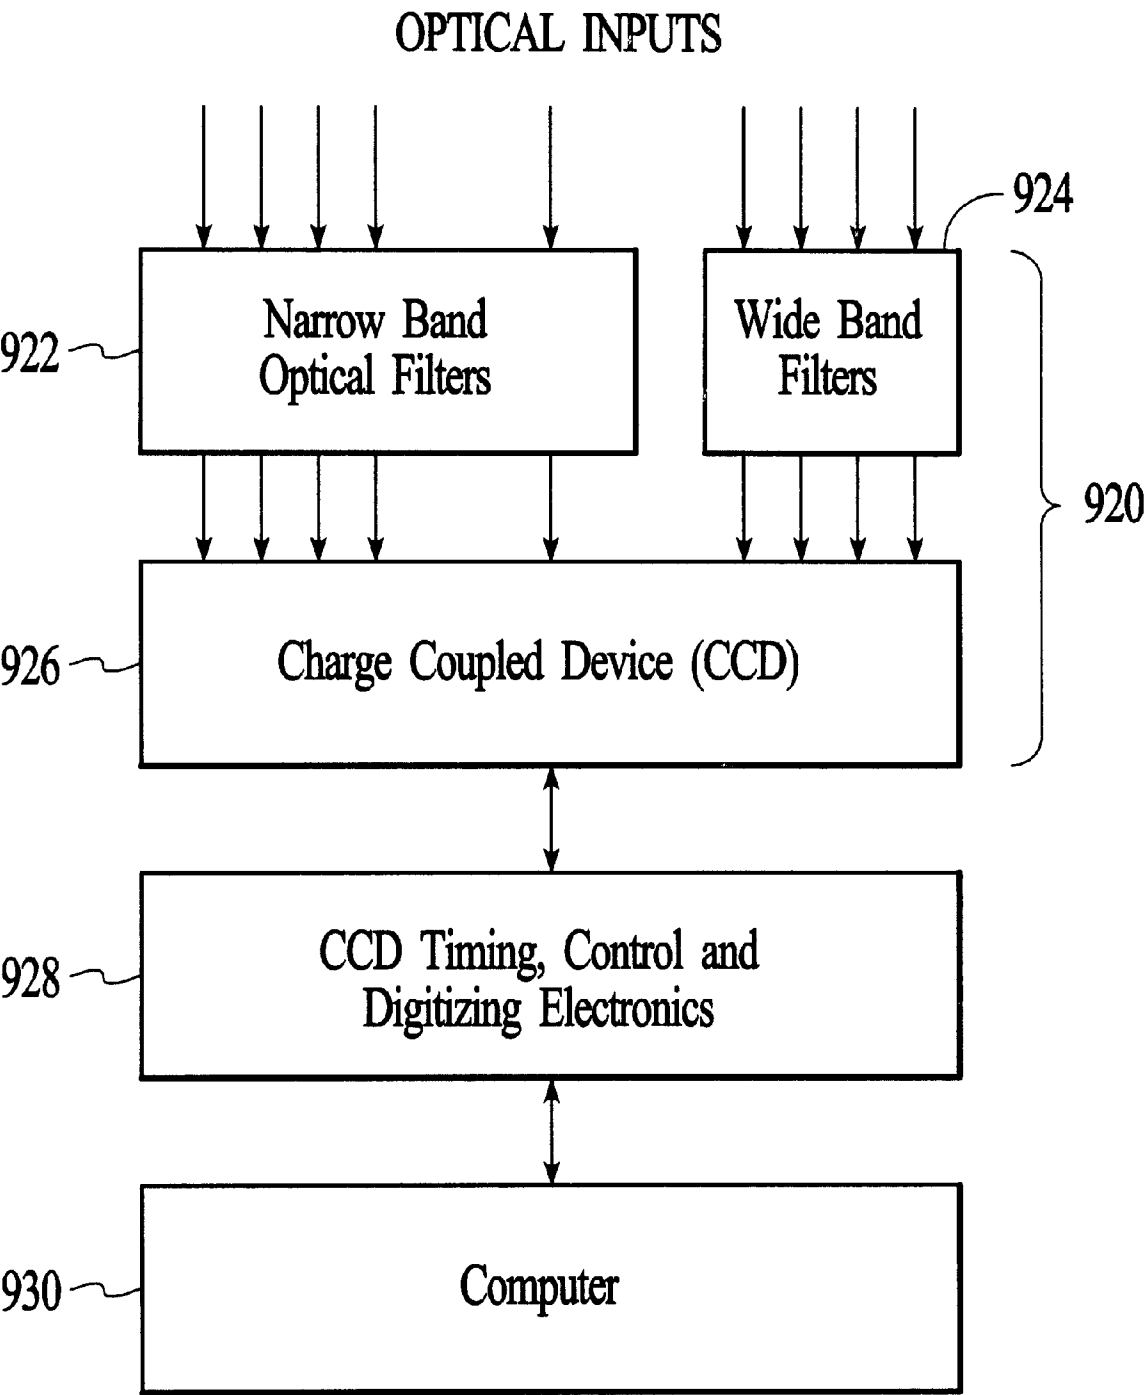 OPTICAL INPUTS
924
Narrow Band
Optical Filters
Wide Band
Filters
922
920
Charge Coupled Device (CCD)
926
CCD Timing, Control and
Digitizing Electronics
928
Computer
930